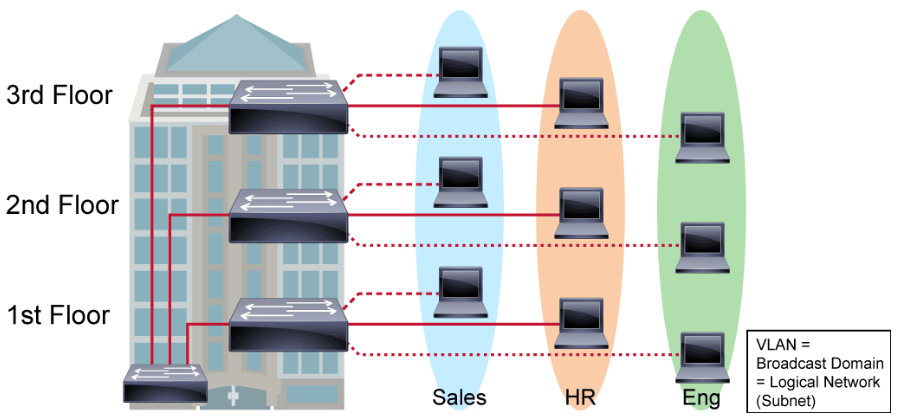 3rd Floor
2nd Floor
1st Floor
Sales
HR
Eng
VLAN =
Broadcast Domain
= Logical Network
(Subnet)